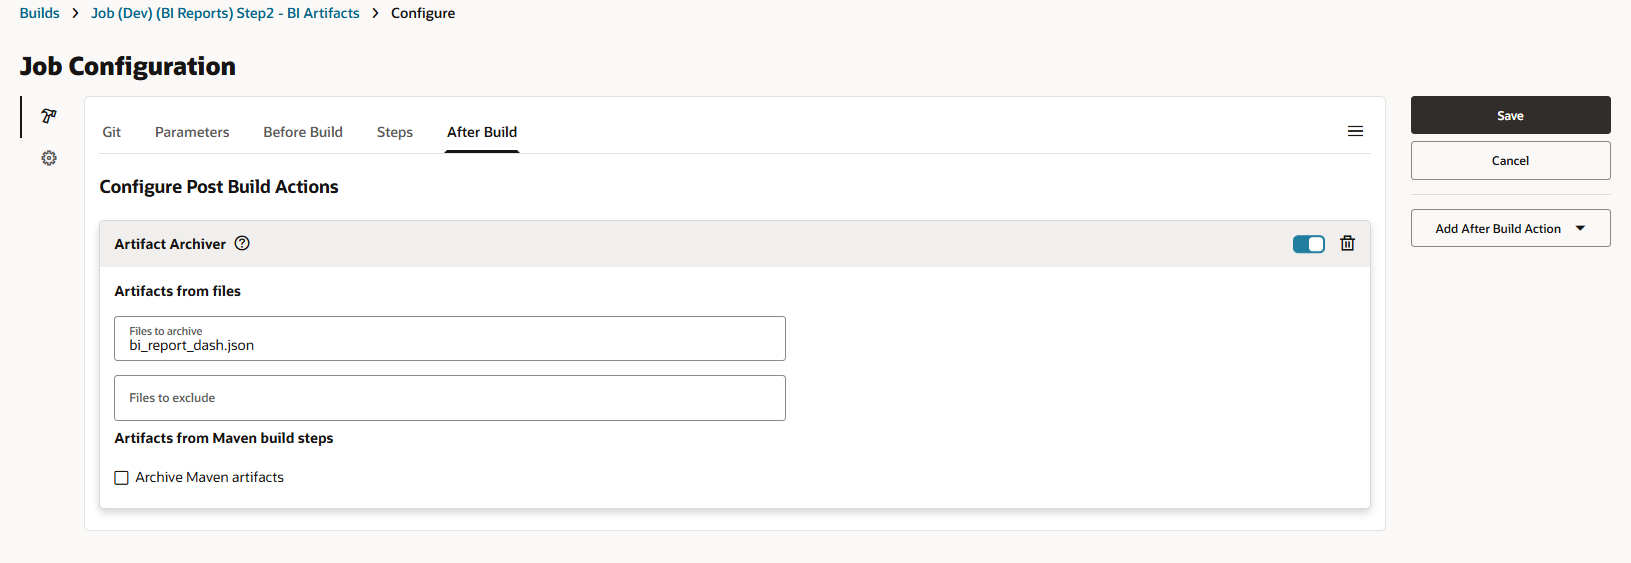 Builds > Job (Dev) (BI Reports) Step2 - BI Artifacts > Configure
Job Configuration
Git Parameters Before Build Steps After Build
Save
Cancel
Add After Build Action
Configure Post Build Actions
Artifact Archiver ?
Artifacts from files
Files to archive
bi_report_dash.json
Files to exclude
Artifacts from Maven build steps
Archive Maven artifacts